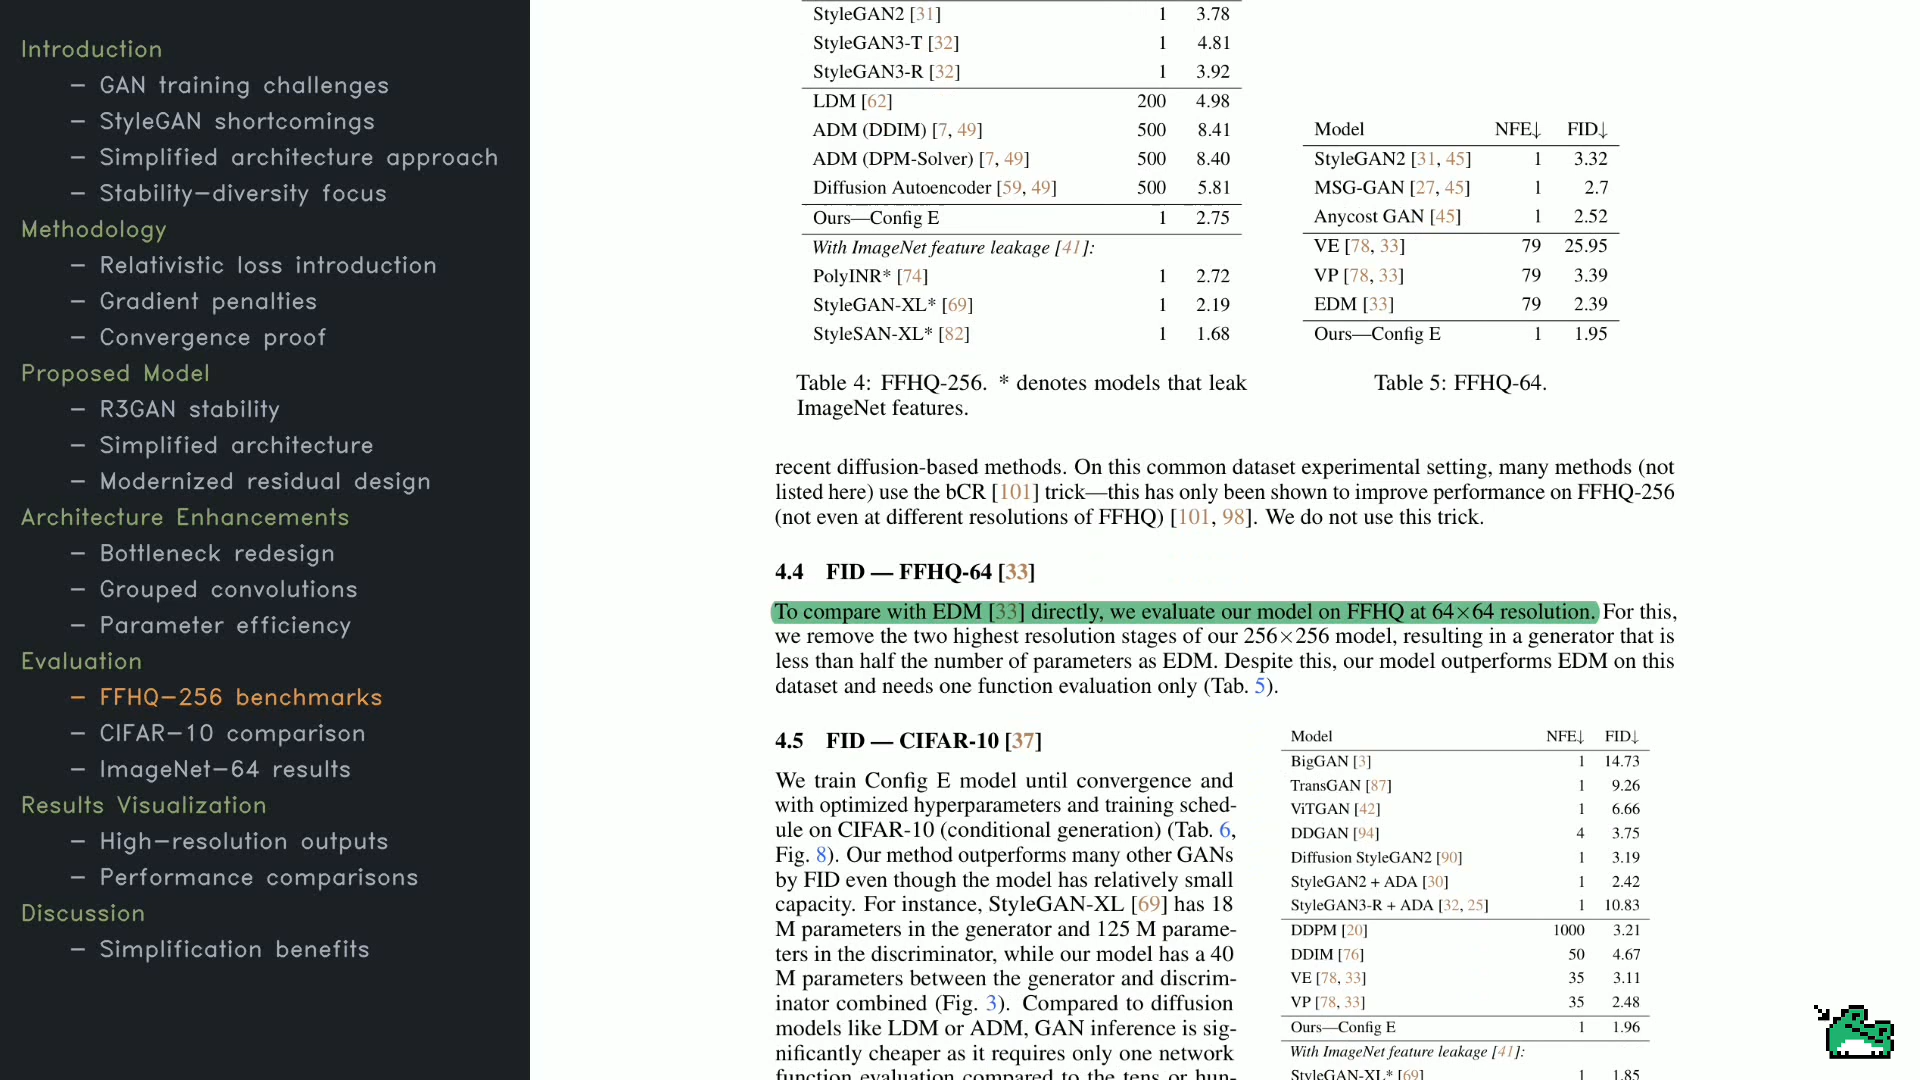 Introduction
– GAN training challenges
– StyleGAN shortcomings
– Simplified architecture approach
– Stability–diversity focus
Methodology
– Relativistic loss introduction
– Gradient penalties
– Convergence proof
Proposed Model
– R3GAN stability
– Simplified architecture
– Modernized residual design
Architecture Enhancements
– Bottleneck redesign
– Grouped convolutions
– Parameter efficiency
Evaluation
– FFHQ–256 benchmarks
– CIFAR–10 comparison
– ImageNet–64 results
Results Visualization
– High–resolution outputs
– Performance comparisons
Discussion
– Simplification benefits
StyleGAN2 [31] 1 3.78
StyleGAN3-T [32] 1 4.81
StyleGAN3-R [32] 1 3.92
LDM [62] 200 4.98
ADM (DDIM) [7, 49] 500 8.41
ADM (DPM-Solver) [7, 49] 500 8.40
Diffusion Autoencoder [59, 49] 500 5.81
Ours—Config E 1 2.75
With ImageNet feature leakage [41]:
PolyINR* [74] 1 2.72
StyleGAN-XL* [69] 1 2.19
StyleSAN-XL* [82] 1 1.68
Table 4: FFHQ-256. * denotes models that leak
ImageNet features.
Model NFE↓ FID↓
StyleGAN2 [31, 45] 1 3.32
MSG-GAN [27, 45] 1 2.7
Anycost GAN [45] 1 2.52
VE [78, 33] 79 25.95
VP [78, 33] 79 3.39
EDM [33] 79 2.39
Ours—Config E 1 1.95
Table 5: FFHQ-64.
recent diffusion-based methods. On this common dataset experimental setting, many methods (not
listed here) use the bCR [101] trick—this has only been shown to improve performance on FFHQ-256
(not even at different resolutions of FFHQ) [101, 98]. We do not use this trick.
4.4 FID — FFHQ-64 [33]
To compare with EDM [33] directly, we evaluate our model on FFHQ at 64×64 resolution. For this,
we remove the two highest resolution stages of our 256×256 model, resulting in a generator that is
less than half the number of parameters as EDM. Despite this, our model outperforms EDM on this
dataset and needs one function evaluation only (Tab. 5).
4.5 FID — CIFAR-10 [37]
We train Config E model until convergence and
with optimized hyperparameters and training sched-
ule on CIFAR-10 (conditional generation) (Tab. 6,
Fig. 8). Our method outperforms many other GANs
by FID even though the model has relatively small
capacity. For instance, StyleGAN-XL [69] has 18
M parameters in the generator and 125 M parame-
ters in the discriminator, while our model has a 40
M parameters between the generator and discrim-
inator combined (Fig. 3). Compared to diffusion
models like LDM or ADM, GAN inference is sig-
nificantly cheaper as it requires only one network
function evaluation compared to the tens or hun-
Model NFE↓ FID↓
BigGAN [3] 1 14.73
TransGAN [87] 1 9.26
ViTGAN [42] 1 6.66
DDGAN [94] 4 3.75
Diffusion StyleGAN2 [90] 1 3.19
StyleGAN2 + ADA [30] 1 2.42
StyleGAN3-R + ADA [32, 25] 1 10.83
DDPM [20] 1000 3.21
DDIM [76] 50 4.67
VE [78, 33] 35 3.11
VP [78, 33] 35 2.48
Ours—Config E 1 1.96
With ImageNet feature leakage [41]:
StyleGAN-XL* [69] 1 1.85